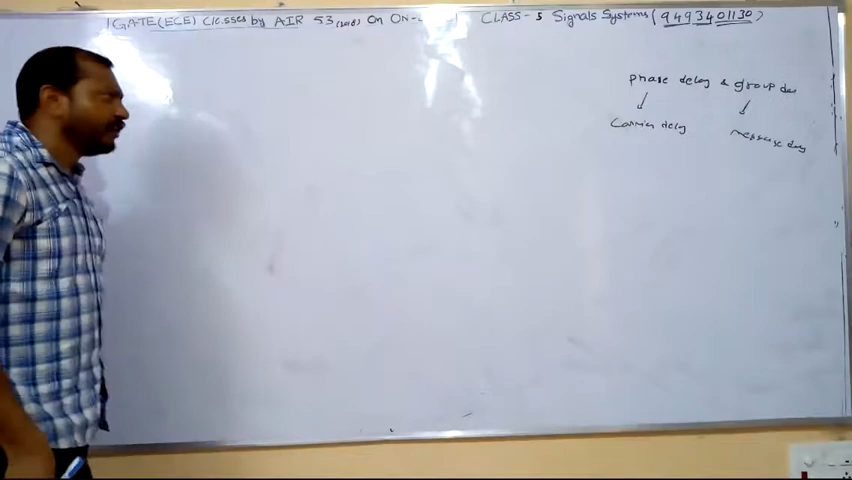 GATE(ECE) Classes by AIR 53(2018) On ON- CLASS-5 Signals Systems (9493401130)
phase delay & group delay
Carrier delay message delay